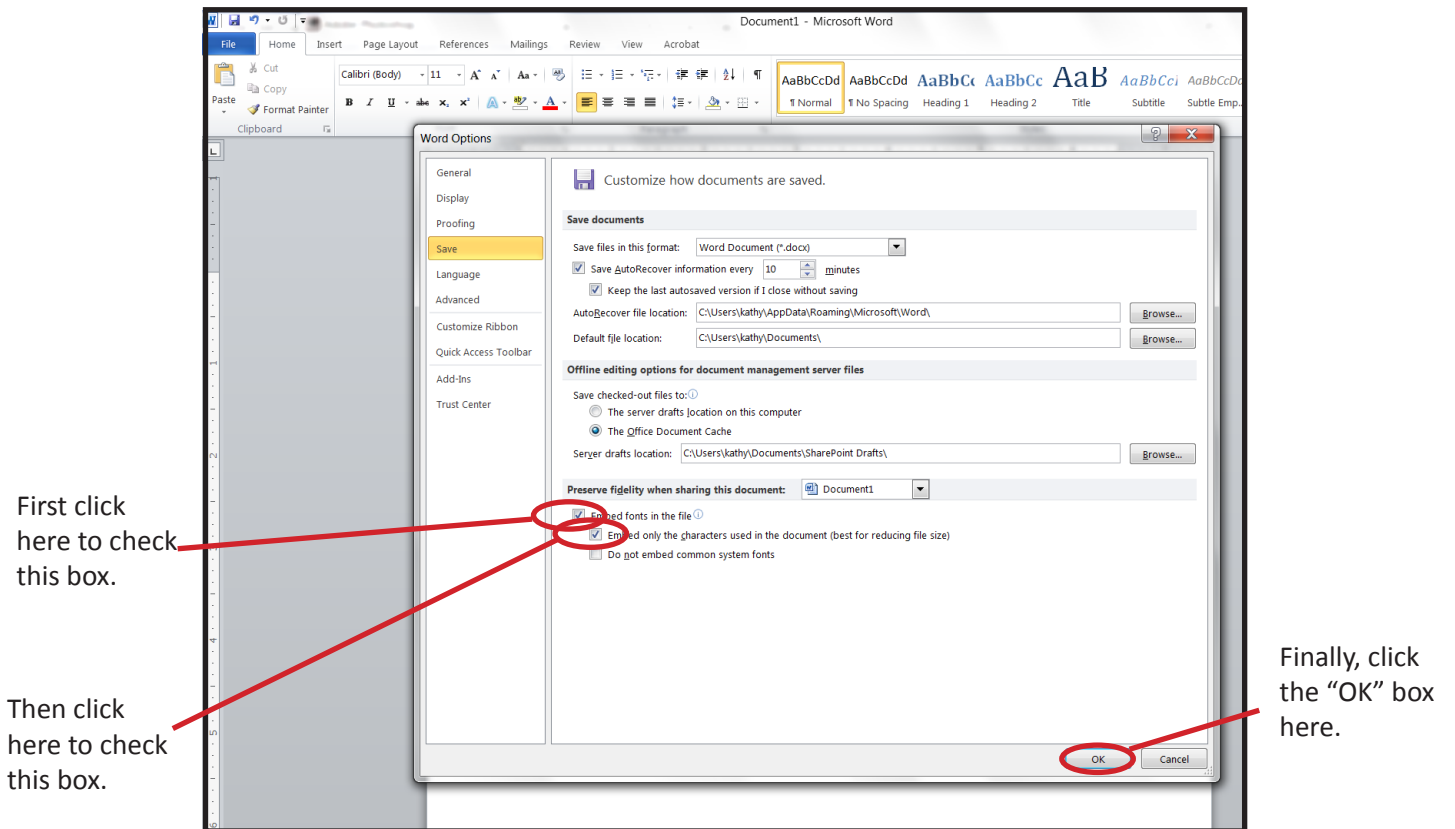 Document1 - Microsoft Word
File Home Insert Page Layout References Mailings Review View Acrobat
Cut
Copy
Paste
Format Painter
Clipboard
Calibri (Body) 11 A A Aa
B I U abc x₂ x² A A
AaBbCcDd AaBbCcDd AaBbCc AaBbCc AaB AaBbCcI AaBbCcDc
¶ Normal ¶ No Spacing Heading 1 Heading 2 Title Subtitle Subtle Emp...
Word Options
General
Display
Proofing
Save
Language
Advanced
Customize Ribbon
Quick Access Toolbar
Add-Ins
Trust Center
Customize how documents are saved.
Save documents
Save files in this format: Word Document (*.docx)
Save AutoRecover information every 10 minutes
Keep the last autosaved version if I close without saving
AutoRecover file location: C:\Users\kathy\AppData\Roaming\Microsoft\Word\ Browse...
Default file location: C:\Users\kathy\Documents\ Browse...
Offline editing options for document management server files
Save checked-out files to:
The server drafts location on this computer
The Office Document Cache
Server drafts location: C:\Users\kathy\Documents\SharePoint Drafts\ Browse...
Preserve fidelity when sharing this document: Document1
Embed fonts in the file
Embed only the characters used in the document (best for reducing file size)
Do not embed common system fonts
OK Cancel
First click
here to check
this box.
Then click
here to check
this box.
Finally, click
the “OK” box
here.